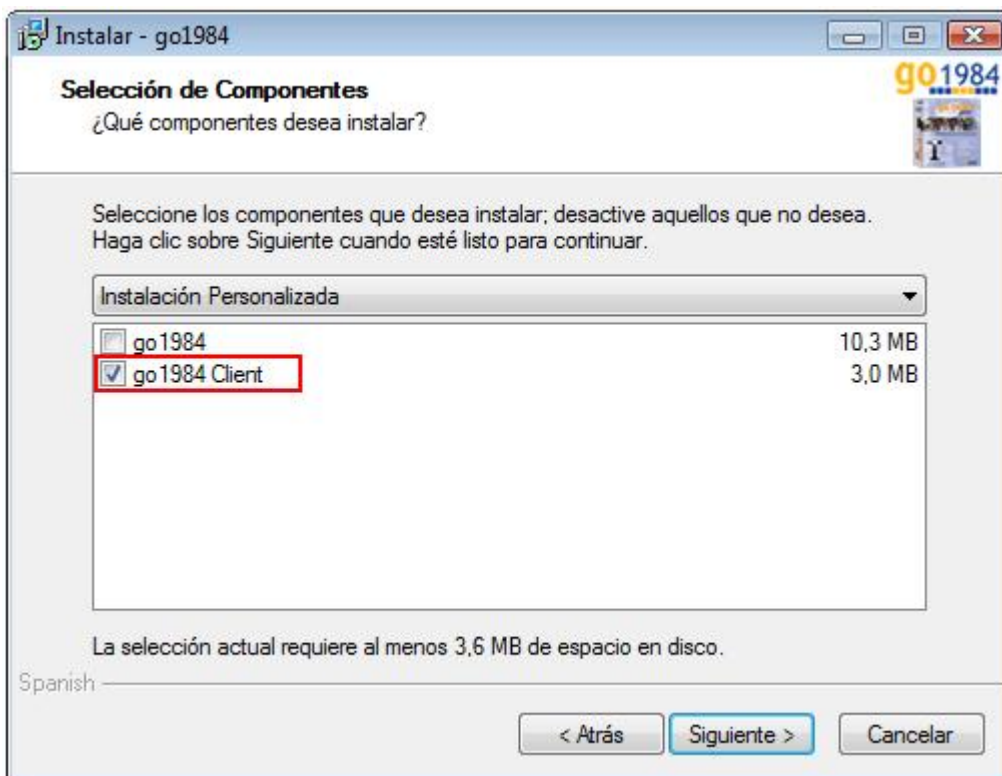 Instalar - go1984
Selección de Componentes
¿Qué componentes desea instalar?
go1984
Seleccione los componentes que desea instalar; desactive aquellos que no desea.
Haga clic sobre Siguiente cuando esté listo para continuar.
Instalación Personalizada
go1984 10,3 MB
go1984 Client 3,0 MB
La selección actual requiere al menos 3,6 MB de espacio en disco.
Spanish
< Atrás Siguiente > Cancelar